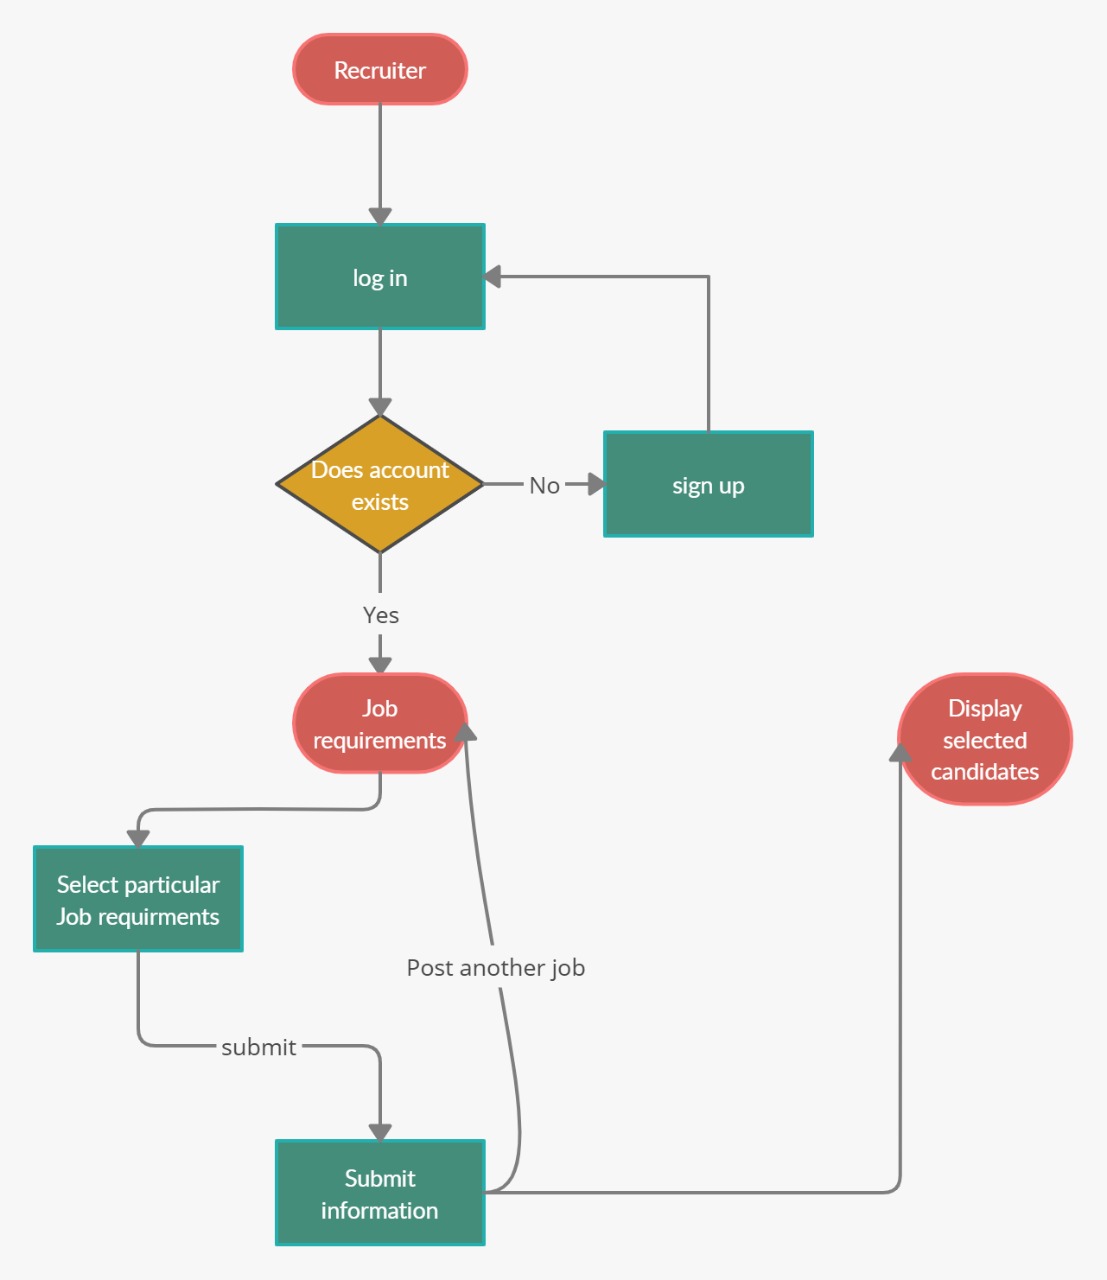 Recruiter
log in
Does account
exists
No
sign up
Yes
Job
requirements
Display
selected
candidates
Select particular
Job requirments
Post another job
submit
Submit
information